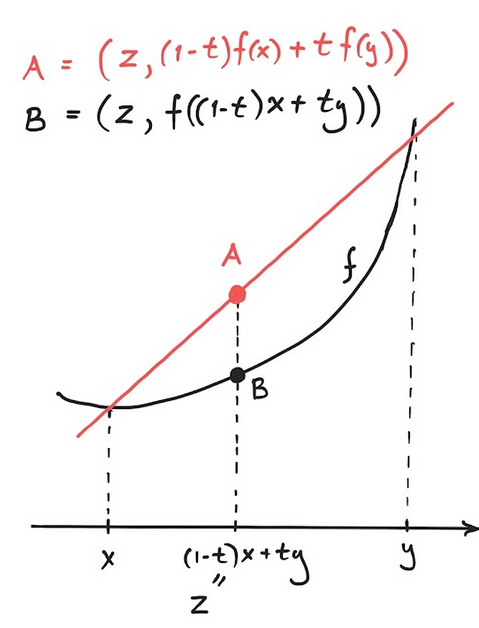 A = (z, (1-t)f(x) + t f(y))
B = (z, f((1-t)x + ty))
A
f
B
x
(1-t)x + ty
y
"
z